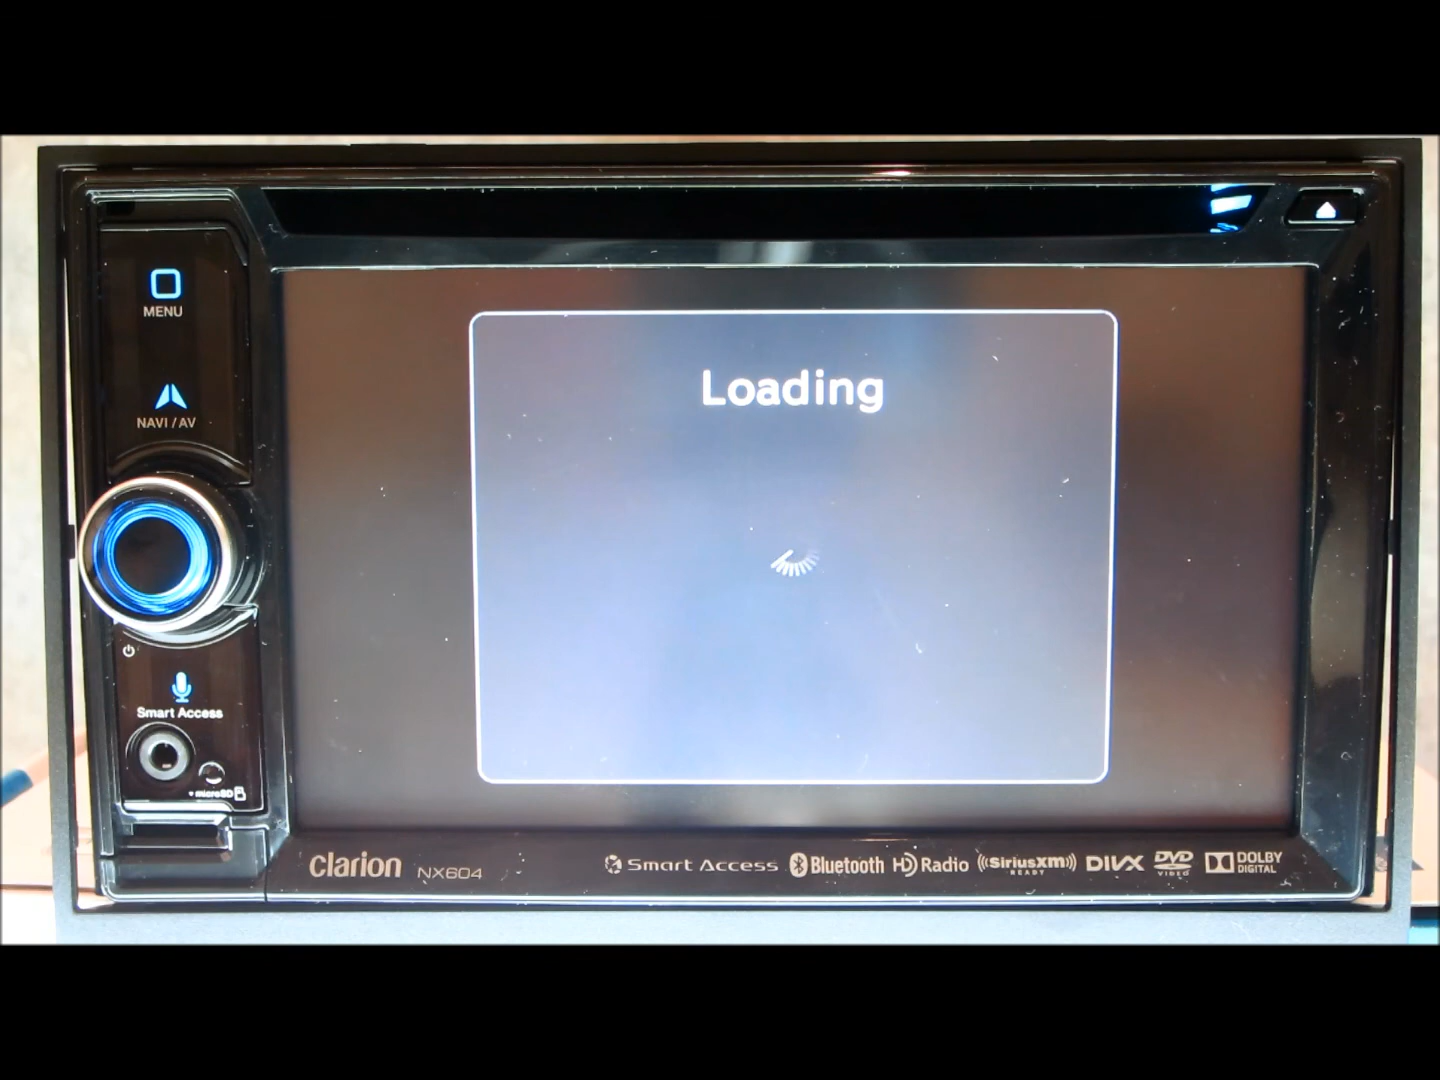 MENU
NAVI / AV
Loading
Smart Access
microSD
clarion NX604
Smart Access Bluetooth HD Radio ((SiriusXM)) READY DIVX DVD VIDEO DOLBY DIGITAL